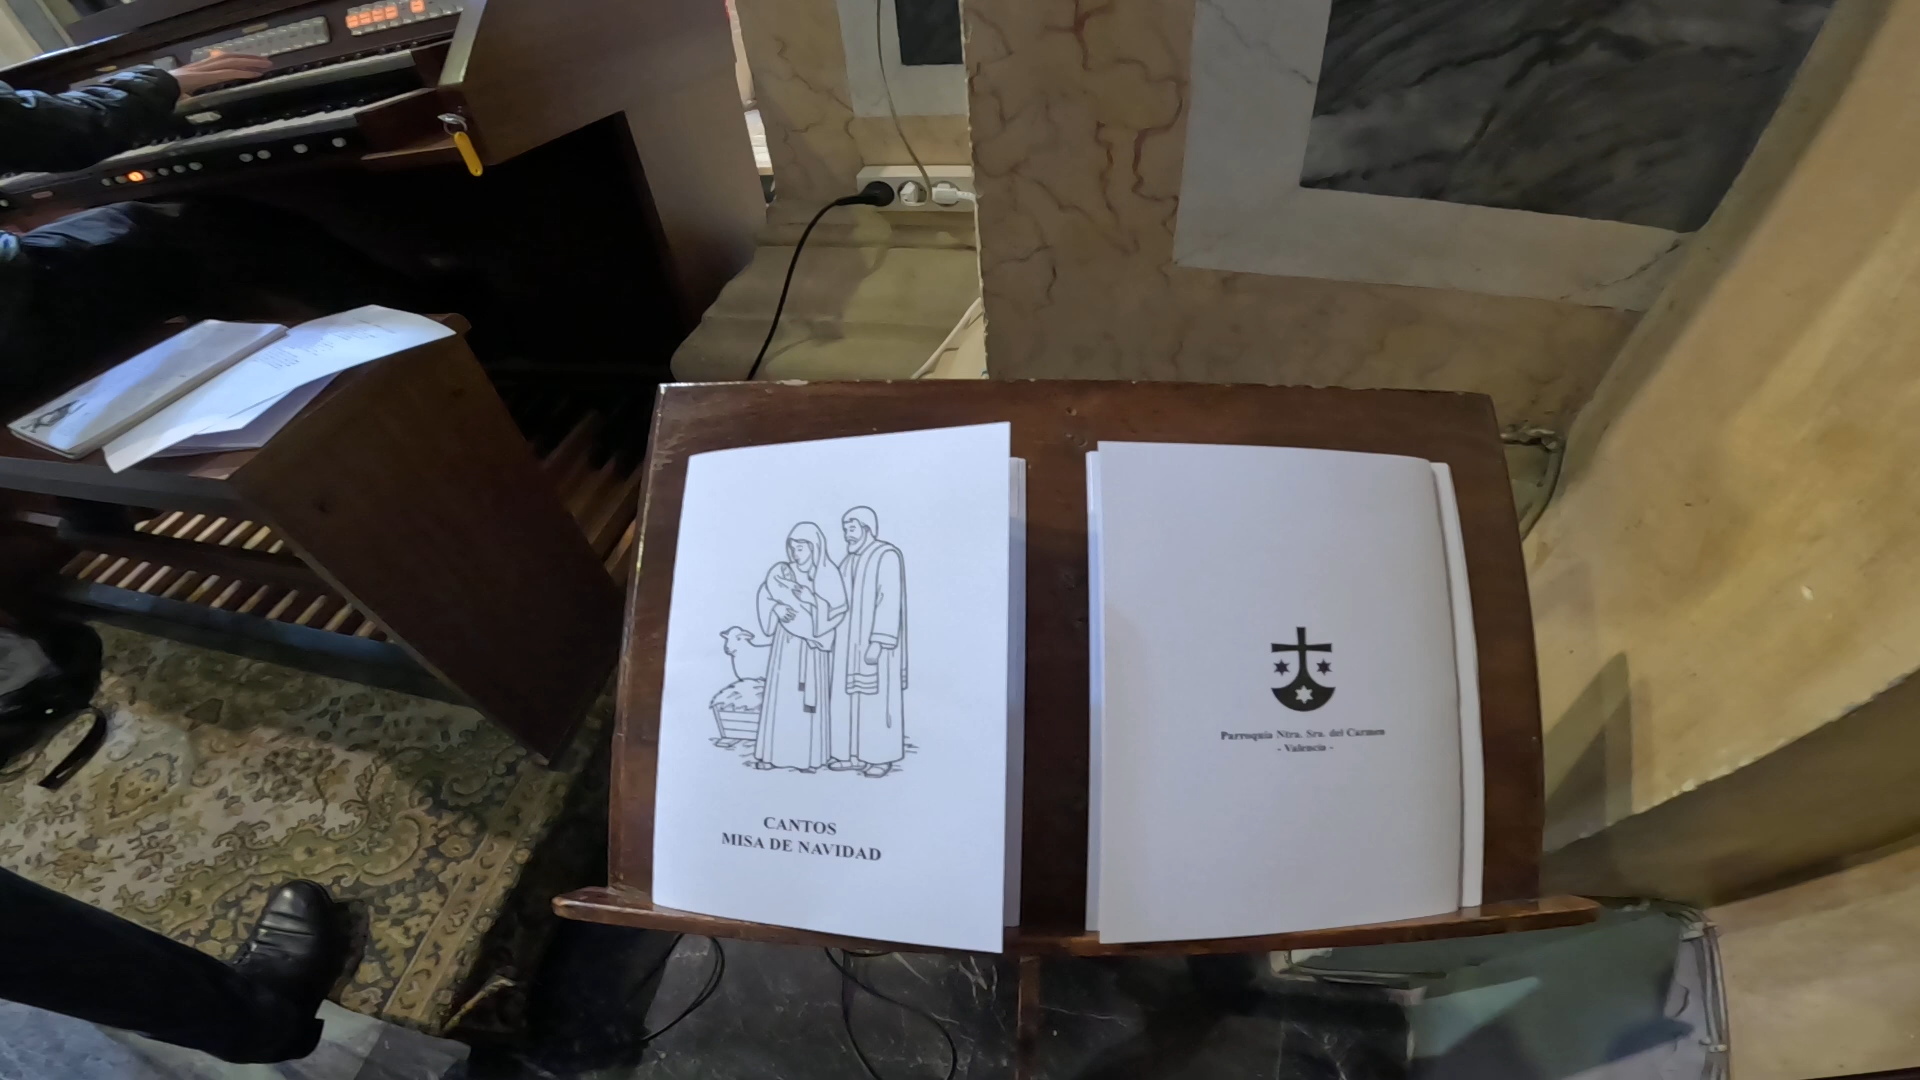 CANTOS
MISA DE NAVIDAD
Parroquia Ntra. Sra. del Carmen
- Valencia -